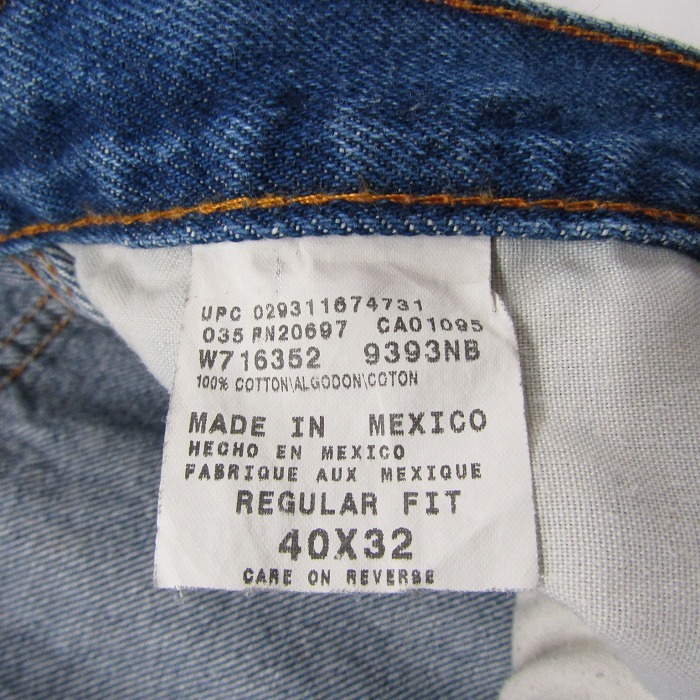 UPC 029311674731
035 RN20697 CA01095
W716352 9393NB
100% COTTON\ALGODON\COTON
MADE IN MEXICO
HECHO EN MEXICO
FABRIQUE AUX MEXIQUE
REGULAR FIT
40X32
CARE ON REVERSE